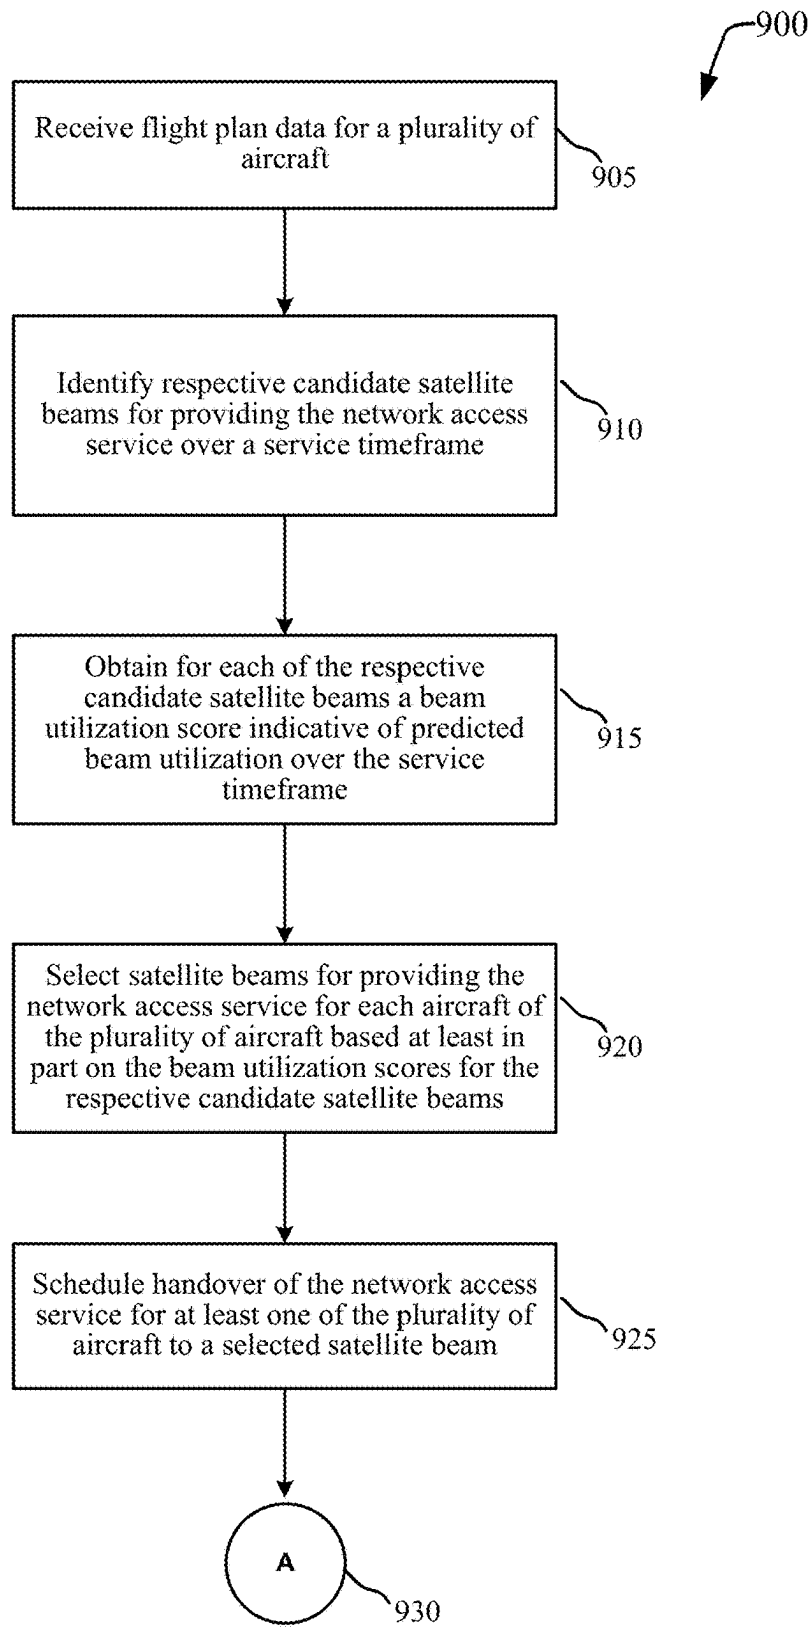 900
Receive flight plan data for a plurality of
aircraft
905
Identify respective candidate satellite
beams for providing the network access
service over a service timeframe
910
Obtain for each of the respective
candidate satellite beams a beam
utilization score indicative of predicted
beam utilization over the service
timeframe
915
Select satellite beams for providing the
network access service for each aircraft of
the plurality of aircraft based at least in
part on the beam utilization scores for the
respective candidate satellite beams
920
Schedule handover of the network access
service for at least one of the plurality of
aircraft to a selected satellite beam
925
A
930